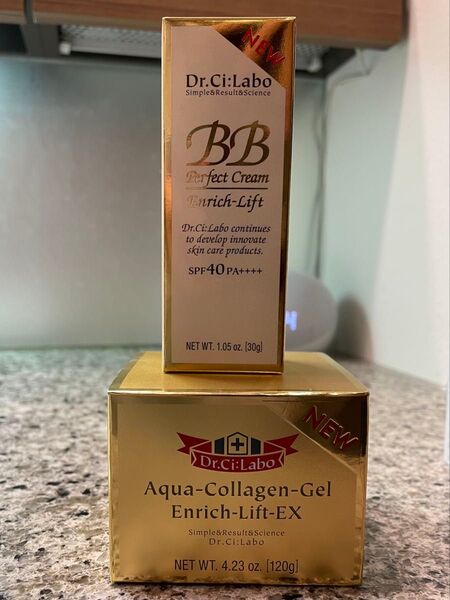 NEW
Dr.Ci:Labo
Simple&Result&Science
BB
Perfect Cream
Enrich-Lift
Dr.Ci:Labo continues
to develop innovate
skin care products.
SPF40 PA++++
NET WT. 1.05 oz. [30g]
NEW
Dr.Ci:Labo
Aqua-Collagen-Gel
Enrich-Lift-EX
Simple&Result&Science
Dr.Ci:Labo
NET WT. 4.23 oz. [120g]